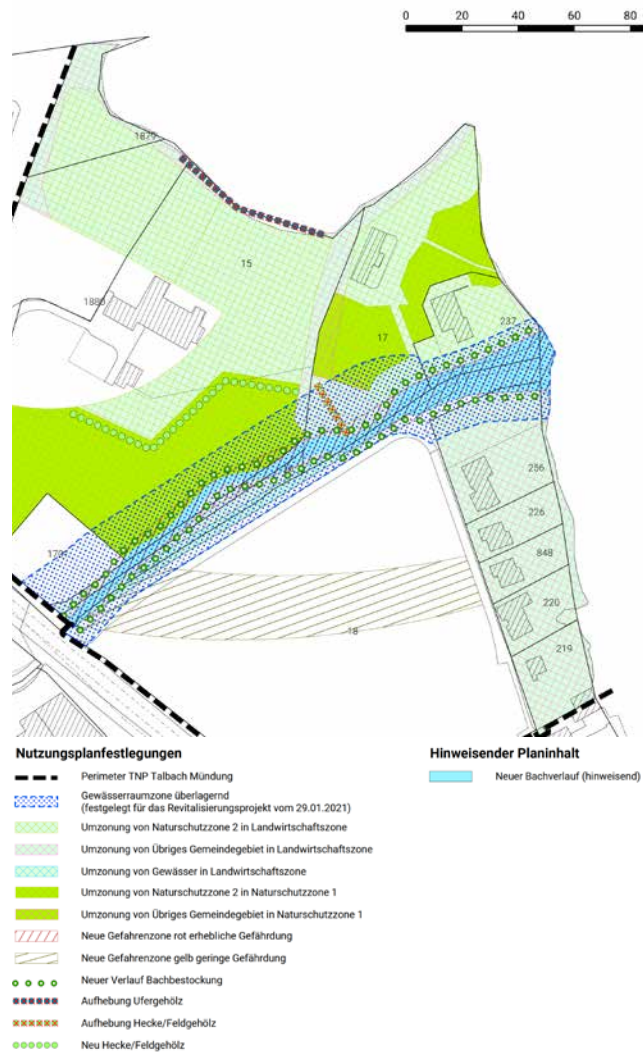 0 20 40 60 80
1879
15
1880
17
237
256
226
848
220
219
18
Nutzungsplanfestlegungen
Perimeter TNP Talbach Mündung
Gewässerraumzone überlagernd
(festgelegt für das Revitalisierungsprojekt vom 29.01.2021)
Umzonung von Naturschutzzone 2 in Landwirtschaftszone
Umzonung von Übriges Gemeindegebiet in Landwirtschaftszone
Umzonung von Gewässer in Landwirtschaftszone
Umzonung von Naturschutzzone 2 in Naturschutzzone 1
Umzonung von Übriges Gemeindegebiet in Naturschutzzone 1
Neue Gefahrenzone rot erhebliche Gefährdung
Neue Gefahrenzone gelb geringe Gefährdung
Neuer Verlauf Bachbestockung
Aufhebung Ufergehölz
Aufhebung Hecke/Feldgehölz
Neu Hecke/Feldgehölz
Hinweisender Planinhalt
Neuer Bachverlauf (hinweisend)